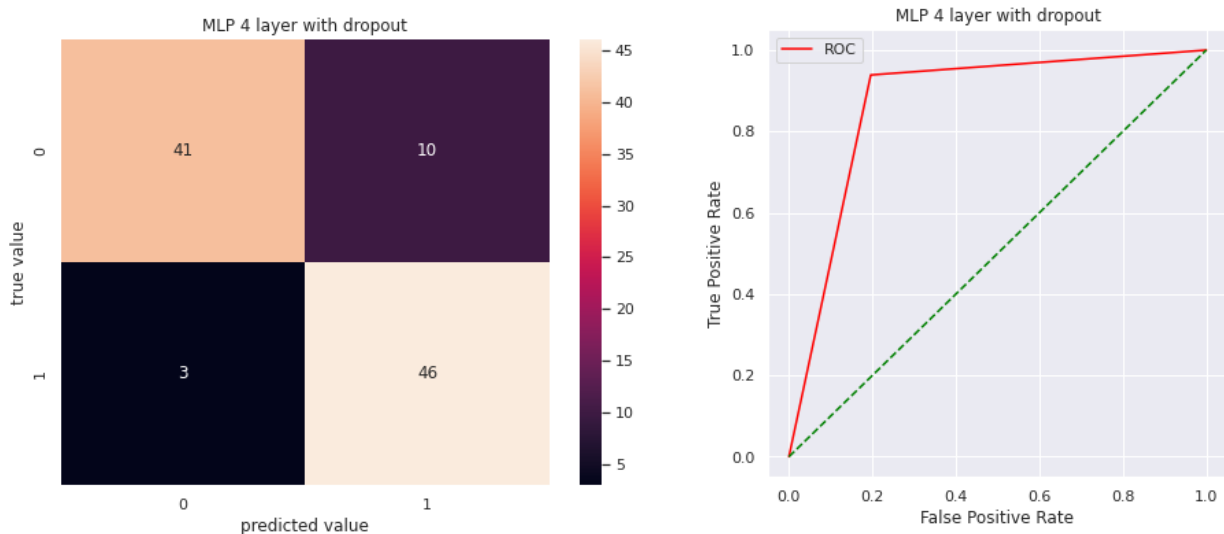 MLP 4 layer with dropout
0
41
10
true value
1
3
46
0
1
predicted value
45
40
35
30
25
20
15
10
5
MLP 4 layer with dropout
ROC
1.0
0.8
0.6
0.4
0.2
0.0
True Positive Rate
0.0 0.2 0.4 0.6 0.8 1.0
False Positive Rate